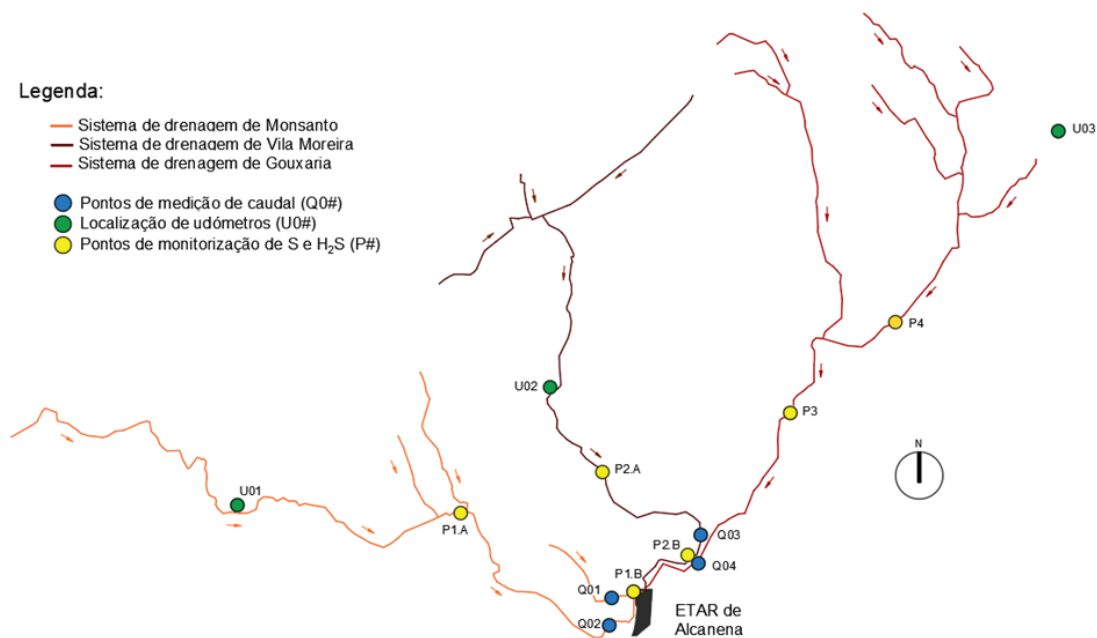 Legenda:
Sistema de drenagem de Monsanto
Sistema de drenagem de Vila Moreira
Sistema de drenagem de Gouxaria
Pontos de medição de caudal (Q0#)
Localização de udómetros (U0#)
Pontos de monitorização de S e H₂S (P#)
U03
P4
U02
P3
N
P2.A
U01
P1.A
Q03
P2.B
Q04
P1.B
Q01
Q02
ETAR de
Alcanena